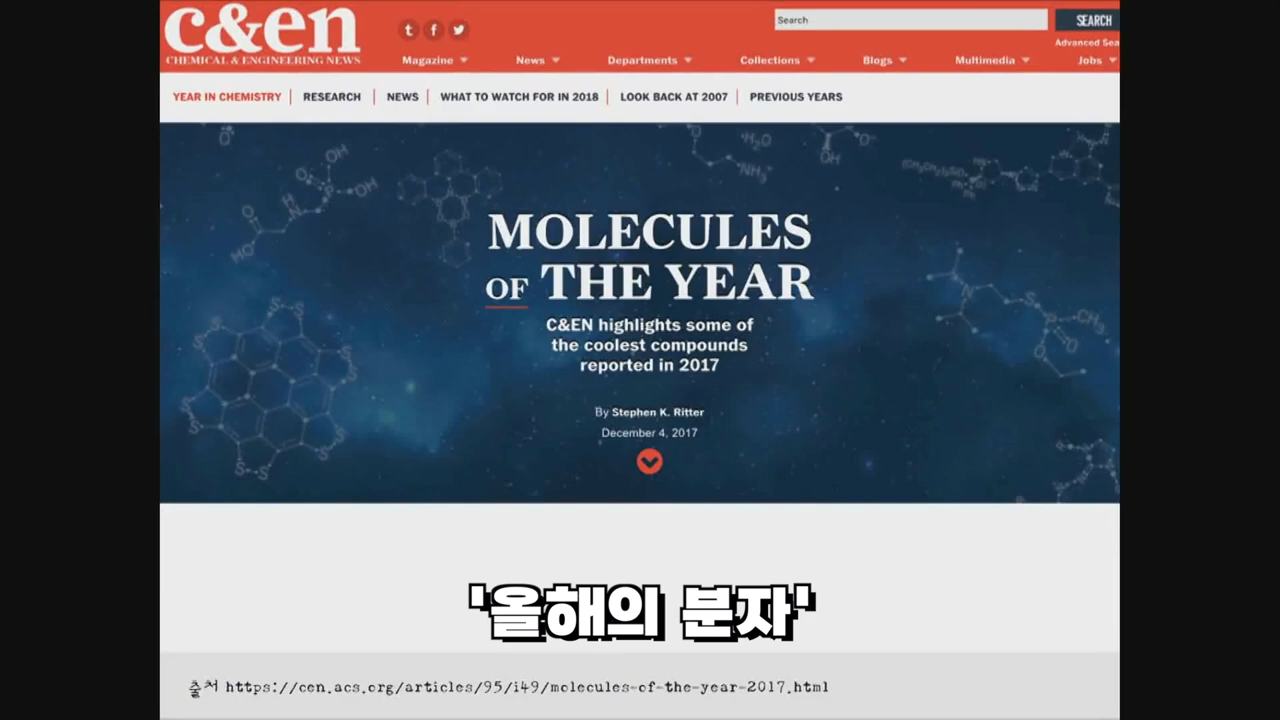 c&en
CHEMICAL & ENGINEERING NEWS
Search
SEARCH
Advanced Sea
Magazine
News
Departments
Collections
Blogs
Multimedia
Jobs
YEAR IN CHEMISTRY
RESEARCH
NEWS
WHAT TO WATCH FOR IN 2018
LOOK BACK AT 2007
PREVIOUS YEARS
MOLECULES
OF THE YEAR
C&EN highlights some of
the coolest compounds
reported in 2017
By Stephen K. Ritter
December 4, 2017
'올해의 분자'
출처 https://cen.acs.org/articles/95/i49/molecules-of-the-year-2017.html